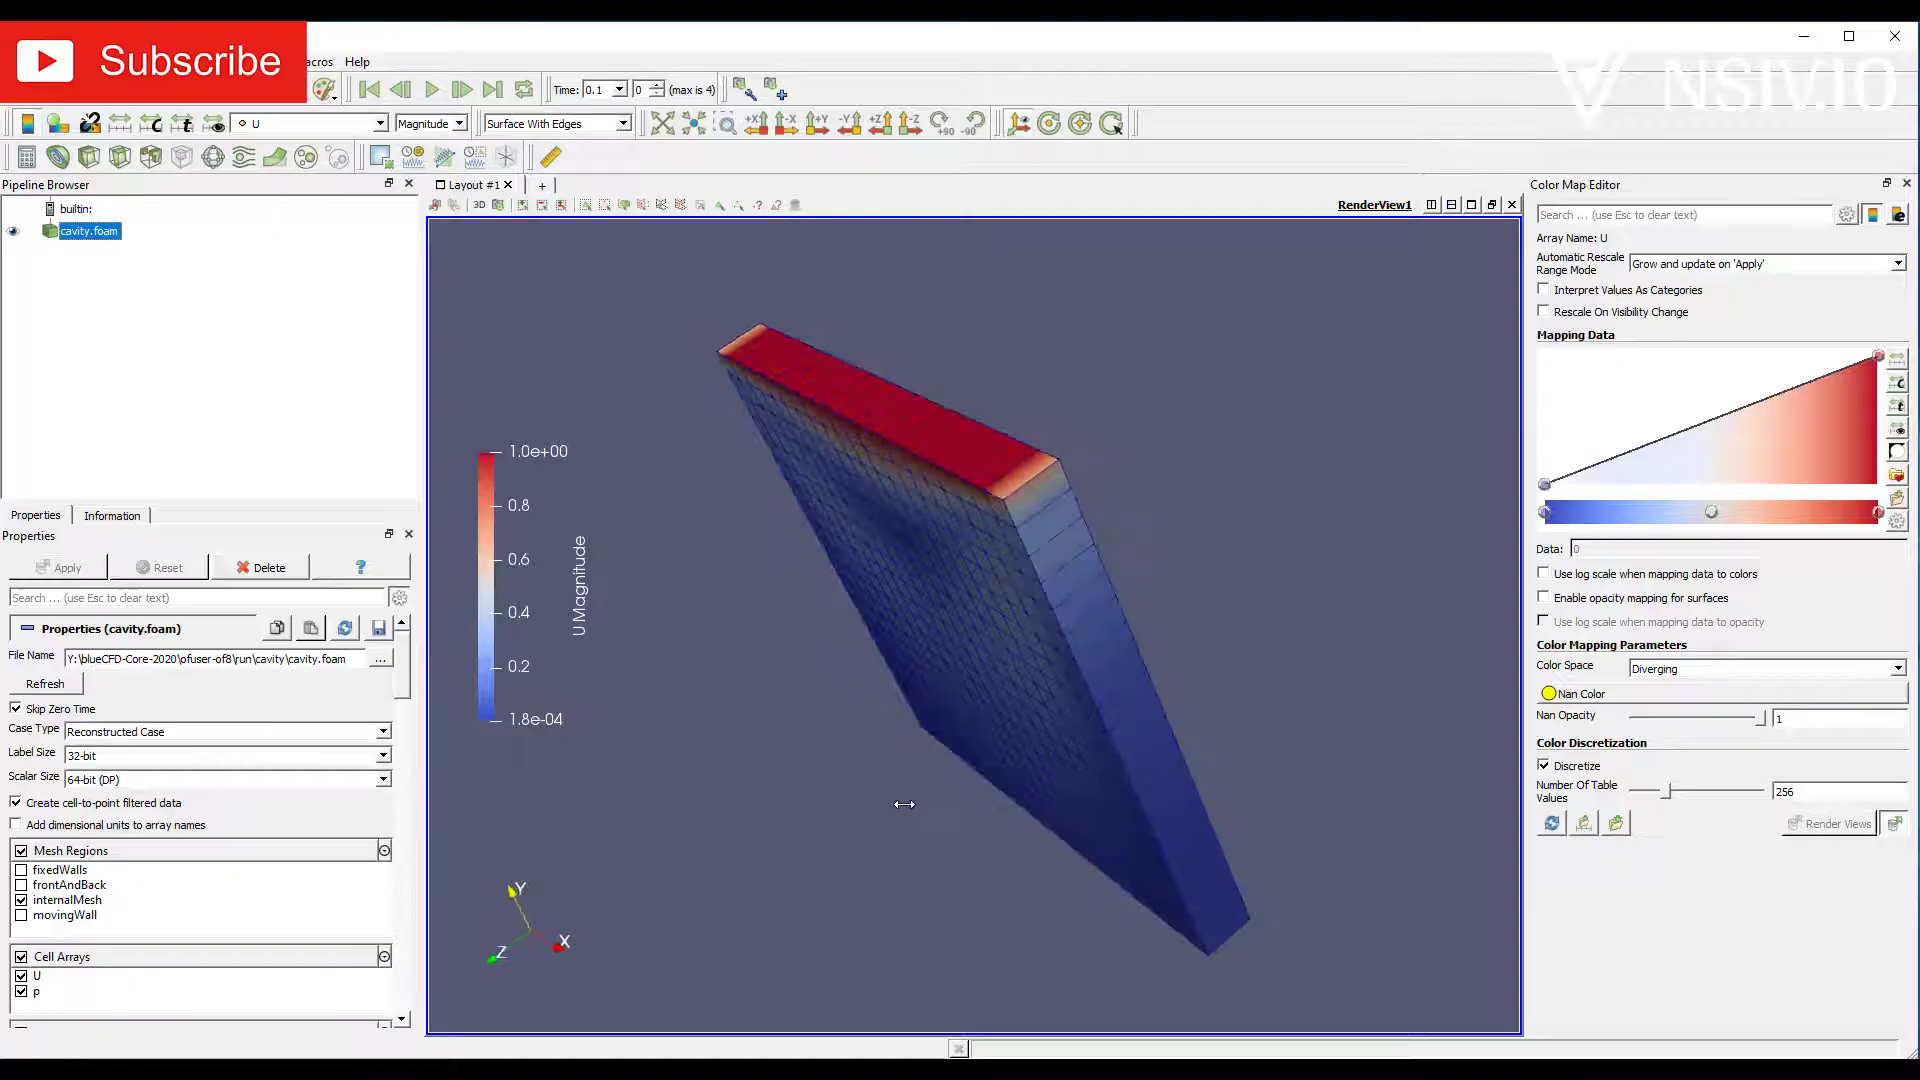 Subscribe
acros Help
NSIV.IO
Time: 0.1 0 (max is 4)
U Magnitude Surface With Edges
+X -X +Y -Y +Z -Z +90 -90
Pipeline Browser
builtin:
cavity.foam
Properties Information
Properties
Apply Reset Delete ?
Search ... (use Esc to clear text)
Properties (cavity.foam)
File Name Y:\blueCFD-Core-2020\ofuser-of8\run\cavity\cavity.foam ...
Refresh
Skip Zero Time
Case Type Reconstructed Case
Label Size 32-bit
Scalar Size 64-bit (DP)
Create cell-to-point filtered data
Add dimensional units to array names
Mesh Regions
fixedWalls
frontAndBack
internalMesh
movingWall
Cell Arrays
U
p
Layout #1 +
3D
RenderView1
1.0e+00
0.8
0.6
0.4
0.2
1.8e-04
U Magnitude
Y
X
Z
Color Map Editor
Search ... (use Esc to clear text)
Array Name: U
Automatic Rescale
Range Mode
Grow and update on 'Apply'
Interpret Values As Categories
Rescale On Visibility Change
Mapping Data
Data: 0
Use log scale when mapping data to colors
Enable opacity mapping for surfaces
Use log scale when mapping data to opacity
Color Mapping Parameters
Color Space Diverging
Nan Color
Nan Opacity 1
Color Discretization
Discretize
Number Of Table
Values
256
Render Views